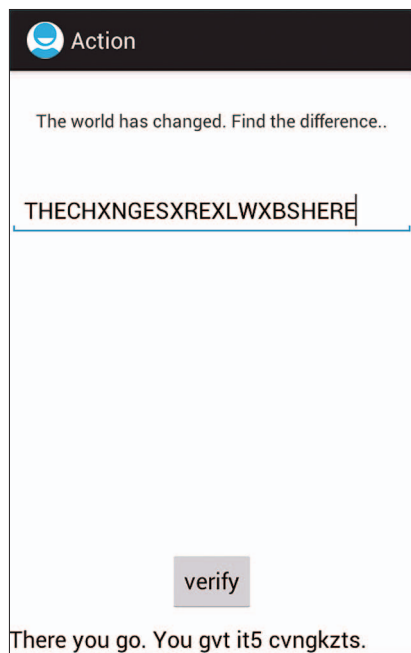 Action
The world has changed. Find the difference..
THECHXNGESXREXLWXBSHERE
verify
There you go. You gvt it5 cvngkzts.